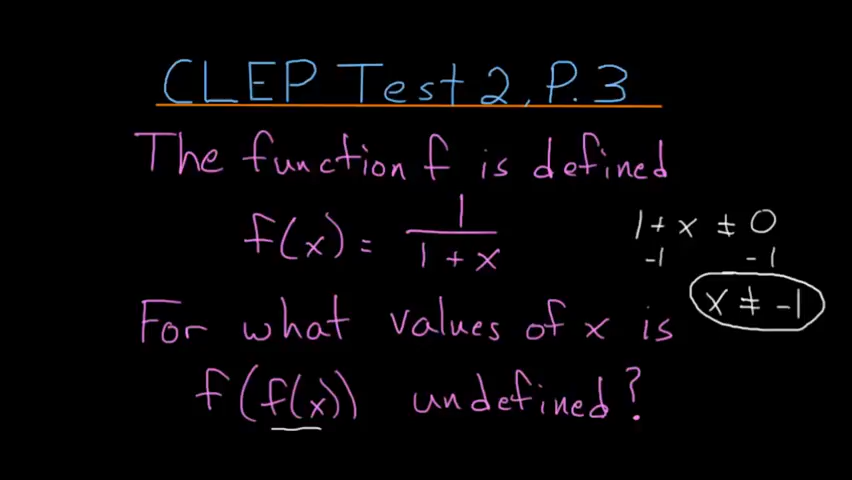 CLEP Test 2, P. 3
The function f is defined
f(x) = 1/(1 + x)
1 + x ≠ 0
-1 -1
x ≠ -1
For what values of x is
f(f(x)) undefined?